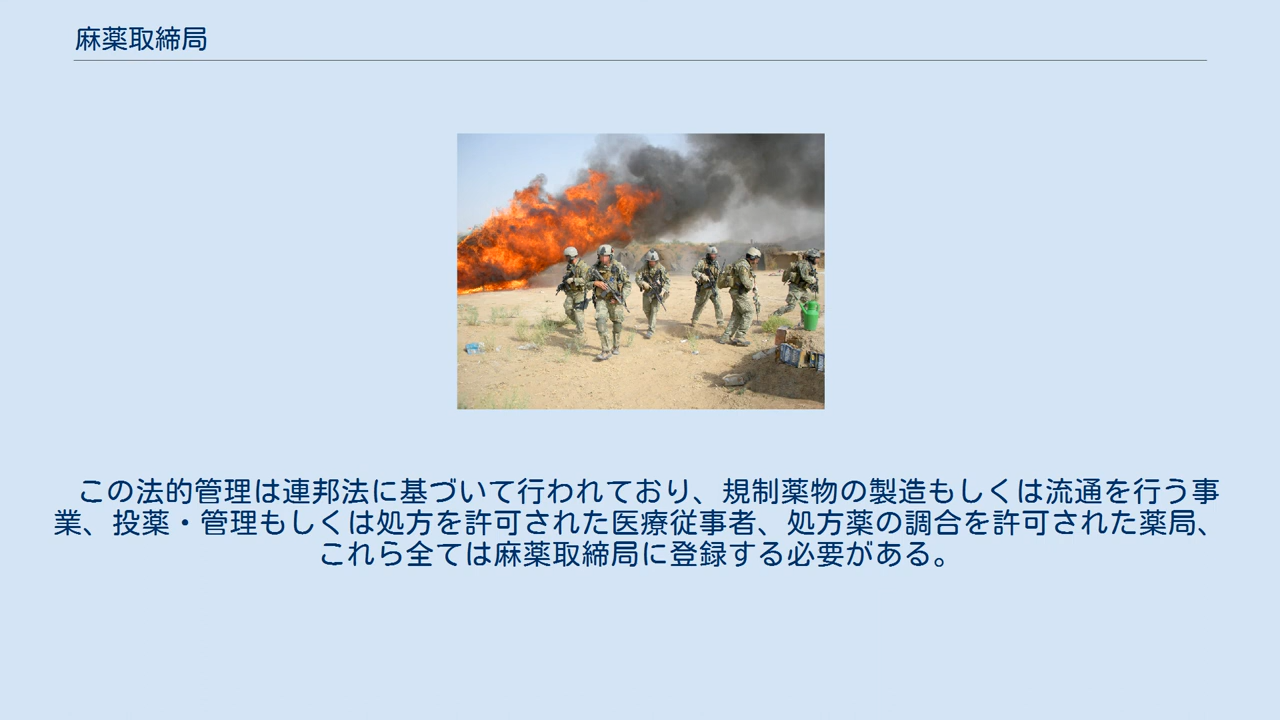 麻薬取締局
この法的管理は連邦法に基づいて行われており、規制薬物の製造もしくは流通を行う事
業、投薬・管理もしくは処方を許可された医療従事者、処方薬の調合を許可された薬局、
これら全ては麻薬取締局に登録する必要がある。